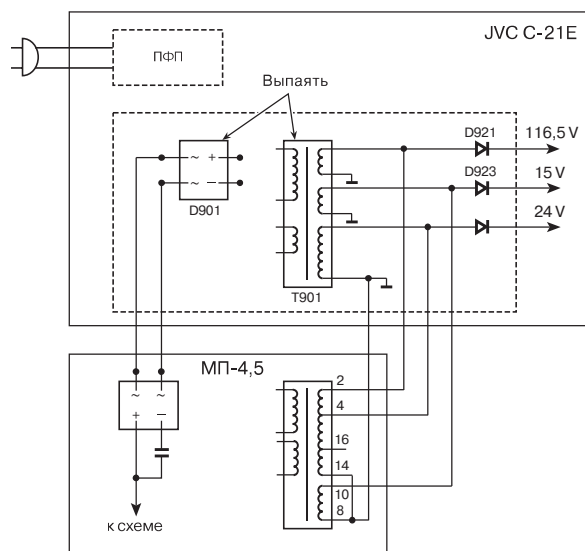 JVC C-21E
ПФП
Выпаять
D921
116,5 V
D923
15 V
24 V
~ +
~ –
D901
T901
МП-4,5
~ ~
+ –
2
4
16
14
10
8
к схеме